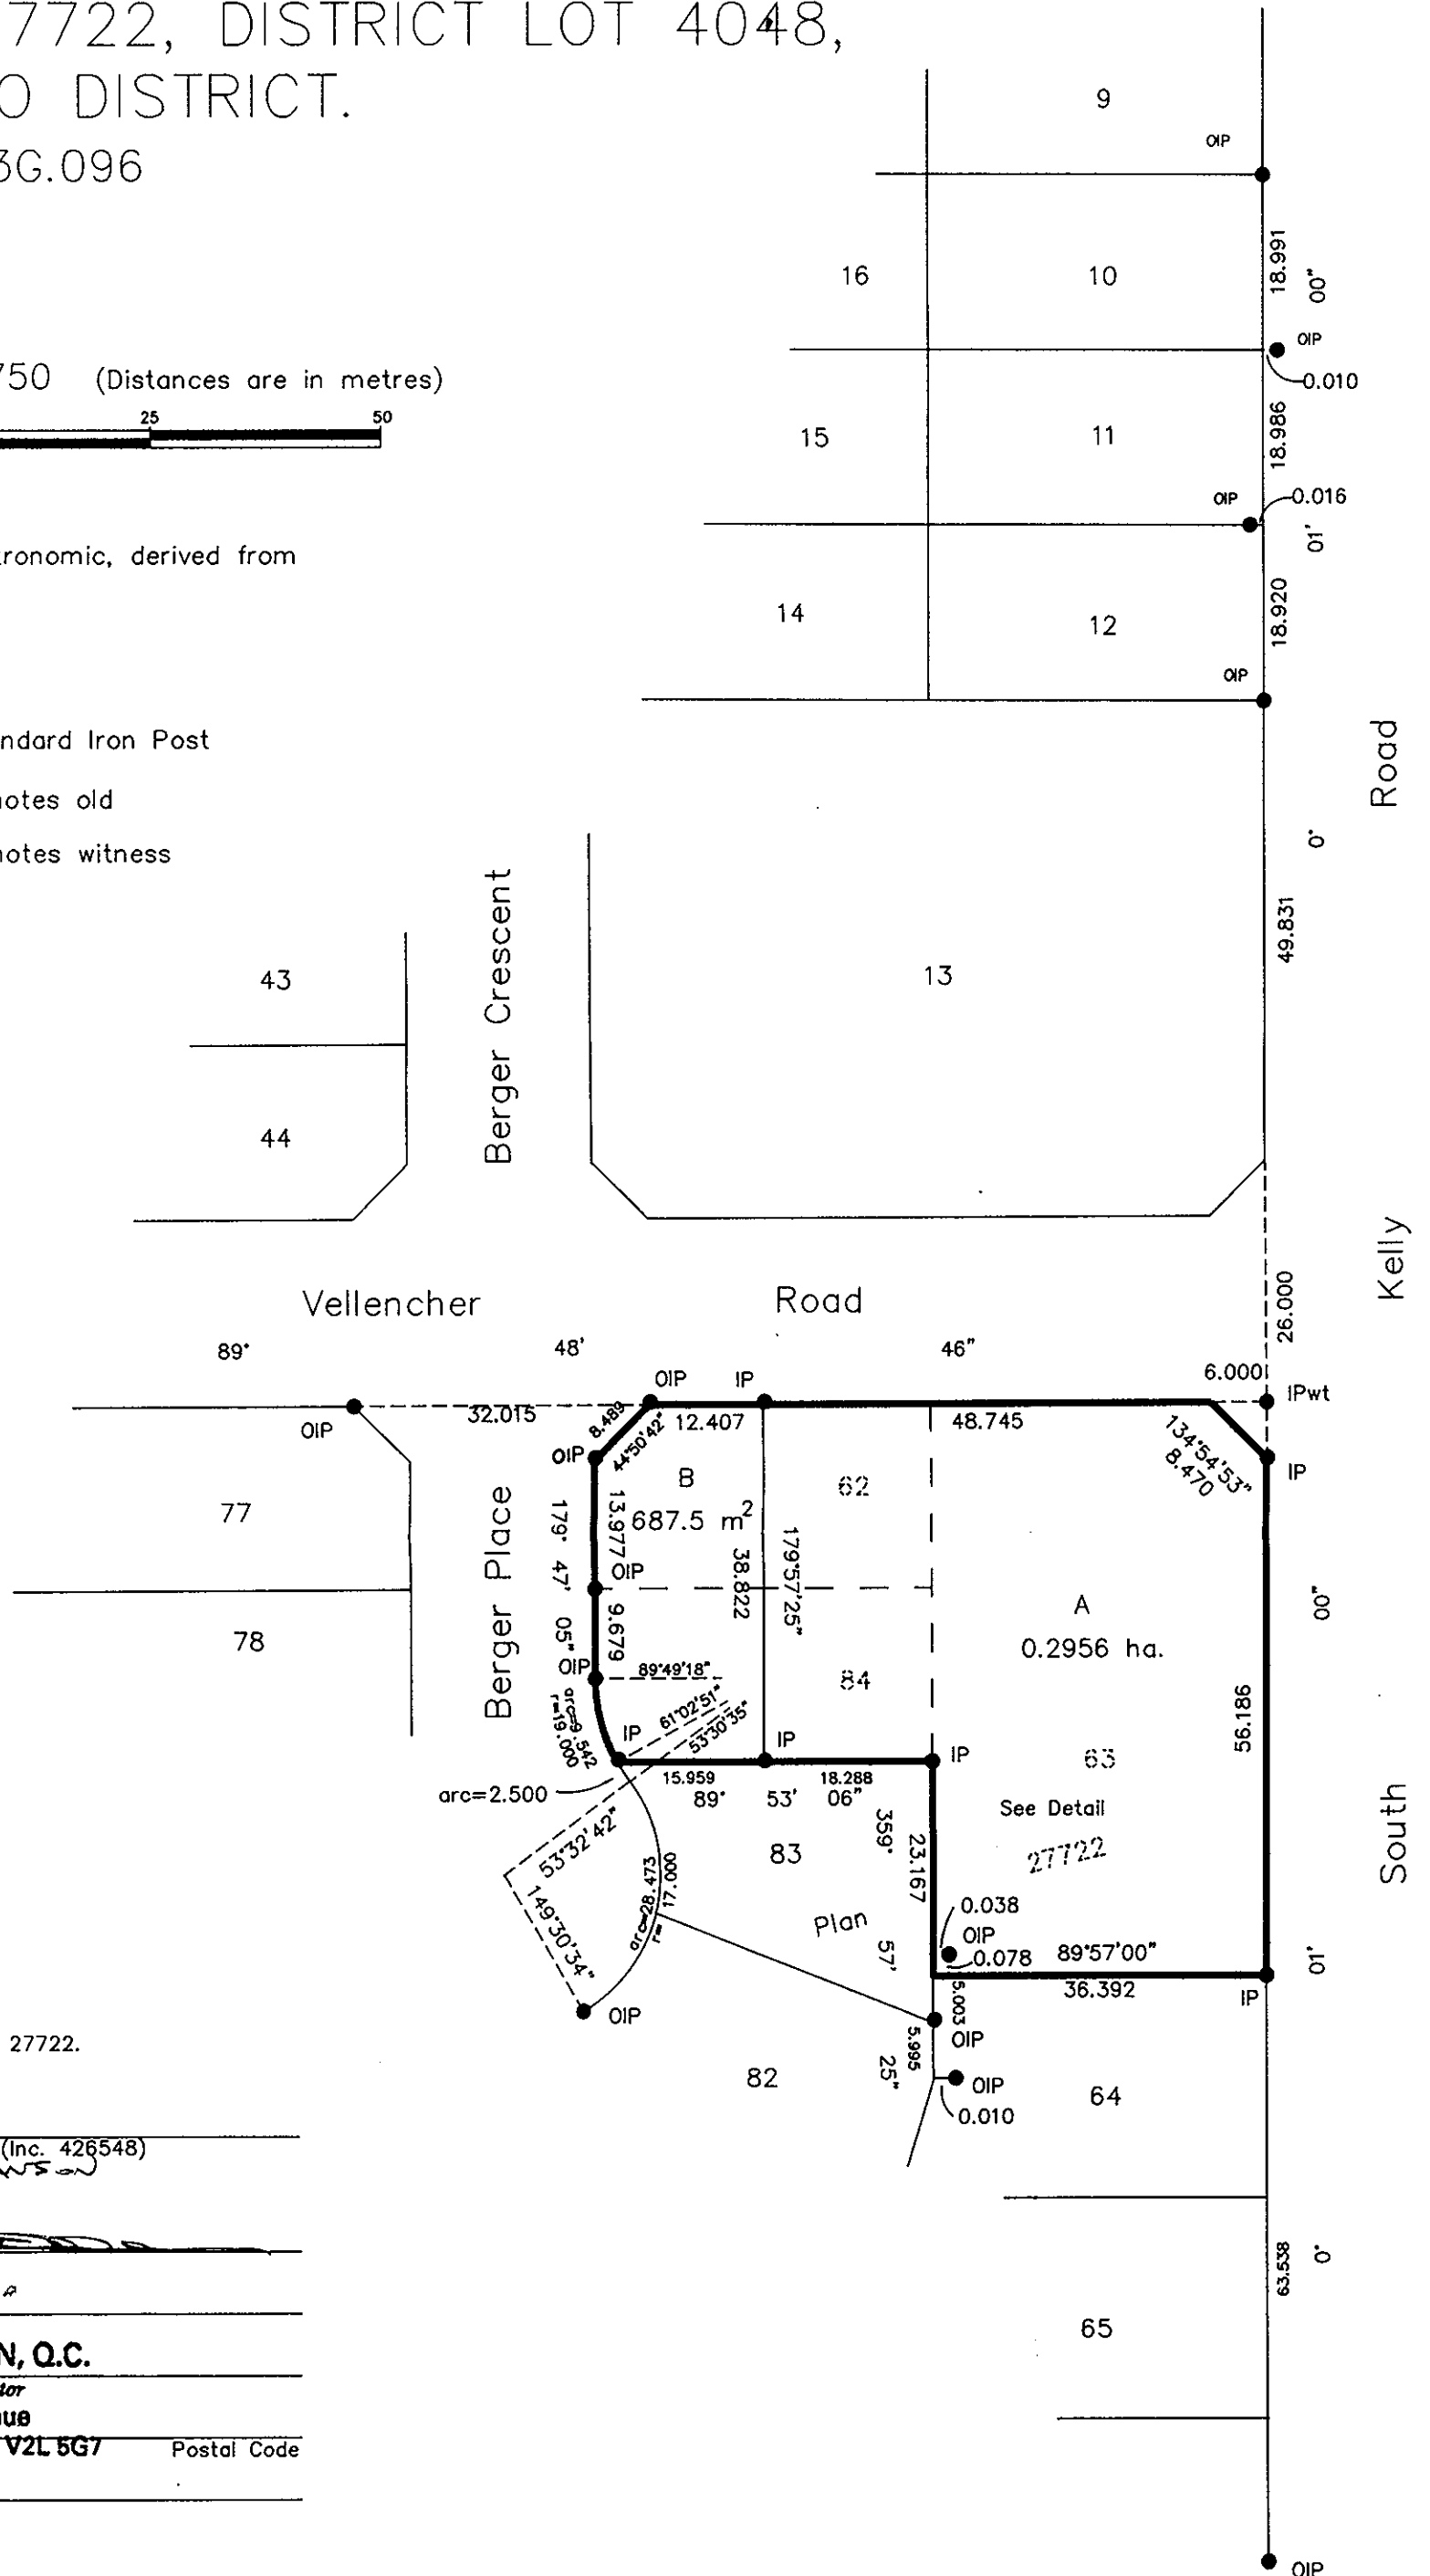 7722, DISTRICT LOT 4048,
O DISTRICT.
3G.096
750 (Distances are in metres)
25 50
tronomic, derived from
ndard Iron Post
notes old
notes witness
9
OIP
18.991
00"
16
10
OIP
0.010
18.986
15
11
OIP
0.016
01'
14
12
18.920
OIP
Road
0°
49.831
13
Berger Crescent
43
44
Kelly
26.000
Vellencher Road
89° 48' 46"
6.000
OIP
IP
IPwt
OIP
32.015
8.489
44°50'42"
12.407
48.745
134°54'53"
8.470
OIP
IP
B
687.5 m2
62
77
Berger Place
179° 47' 05"
13.977
OIP
38.822
179°57'25"
A
0.2956 ha.
00"
78
9.679
OIP
89°49'18"
84
61°02'51"
53°30'35"
arc=9.542
r=19.000
IP
IP
IP
56.186
63
arc=2.500
15.959
18.288
89° 53' 06"
See Detail
27722
South
53°32'42"
149°30'34"
arc=28.473
r= 17.000
83
359°
23.167
Plan
57'
0.038
OIP
0.078
89°57'00"
36.392
01'
IP
OIP
5.003
OIP
5.995
25"
OIP
0.010
82
64
27722.
(Inc. 426548)
63.538
0°
65
N, Q.C.
tor
nue
V2L 5G7 Postal Code
OIP